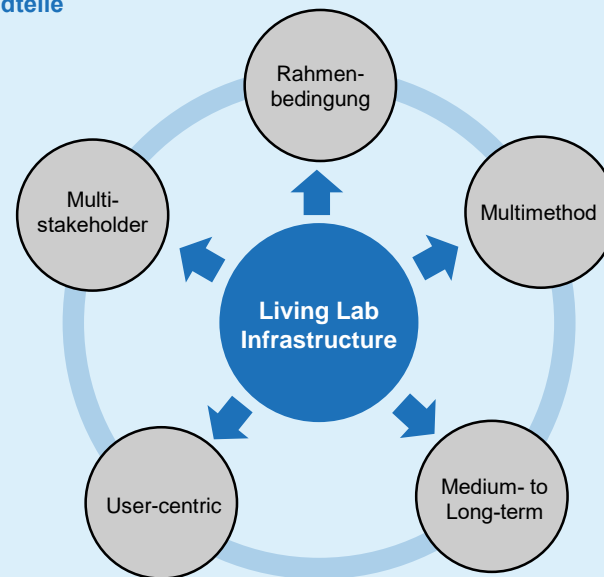 dteile
Rahmen-
bedingung
Multi-
stakeholder
Multimethod
Living Lab
Infrastructure
User-centric
Medium- to
Long-term